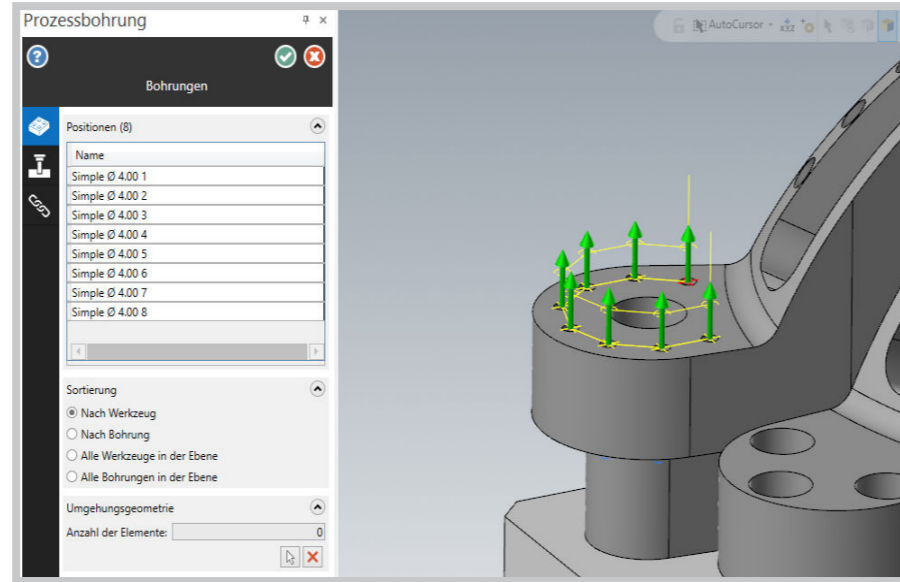 Prozessbohrung
AutoCursor
Bohrungen
Positionen (8)
Name
Simple Ø 4.00 1
Simple Ø 4.00 2
Simple Ø 4.00 3
Simple Ø 4.00 4
Simple Ø 4.00 5
Simple Ø 4.00 6
Simple Ø 4.00 7
Simple Ø 4.00 8
Sortierung
Nach Werkzeug
Nach Bohrung
Alle Werkzeuge in der Ebene
Alle Bohrungen in der Ebene
Umgehungsgeometrie
Anzahl der Elemente: 0